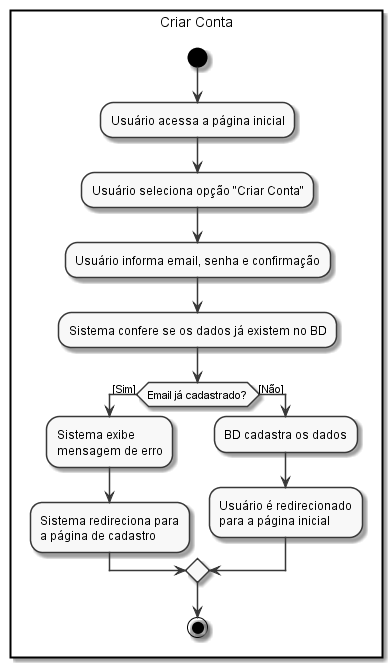 Criar Conta
Usuário acessa a página inicial
Usuário seleciona opção "Criar Conta"
Usuário informa email, senha e confirmação
Sistema confere se os dados já existem no BD
[Sim]
Email já cadastrado?
[Não]
Sistema exibe
mensagem de erro
BD cadastra os dados
Sistema redireciona para
a página de cadastro
Usuário é redirecionado
para a página inicial